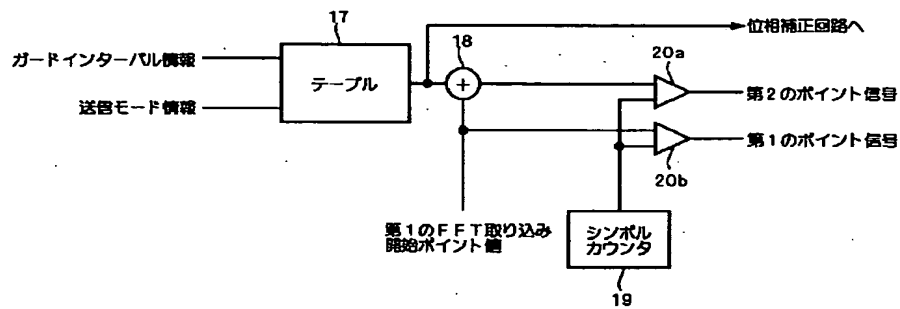 17
18
位相補正回路へ
ガードインターバル情報
テーブル
+
20a
第2のポイント信号
送信モード情報
第1のポイント信号
20b
第1のFFT取り込み
開始ポイント値
シンボル
カウンタ
19